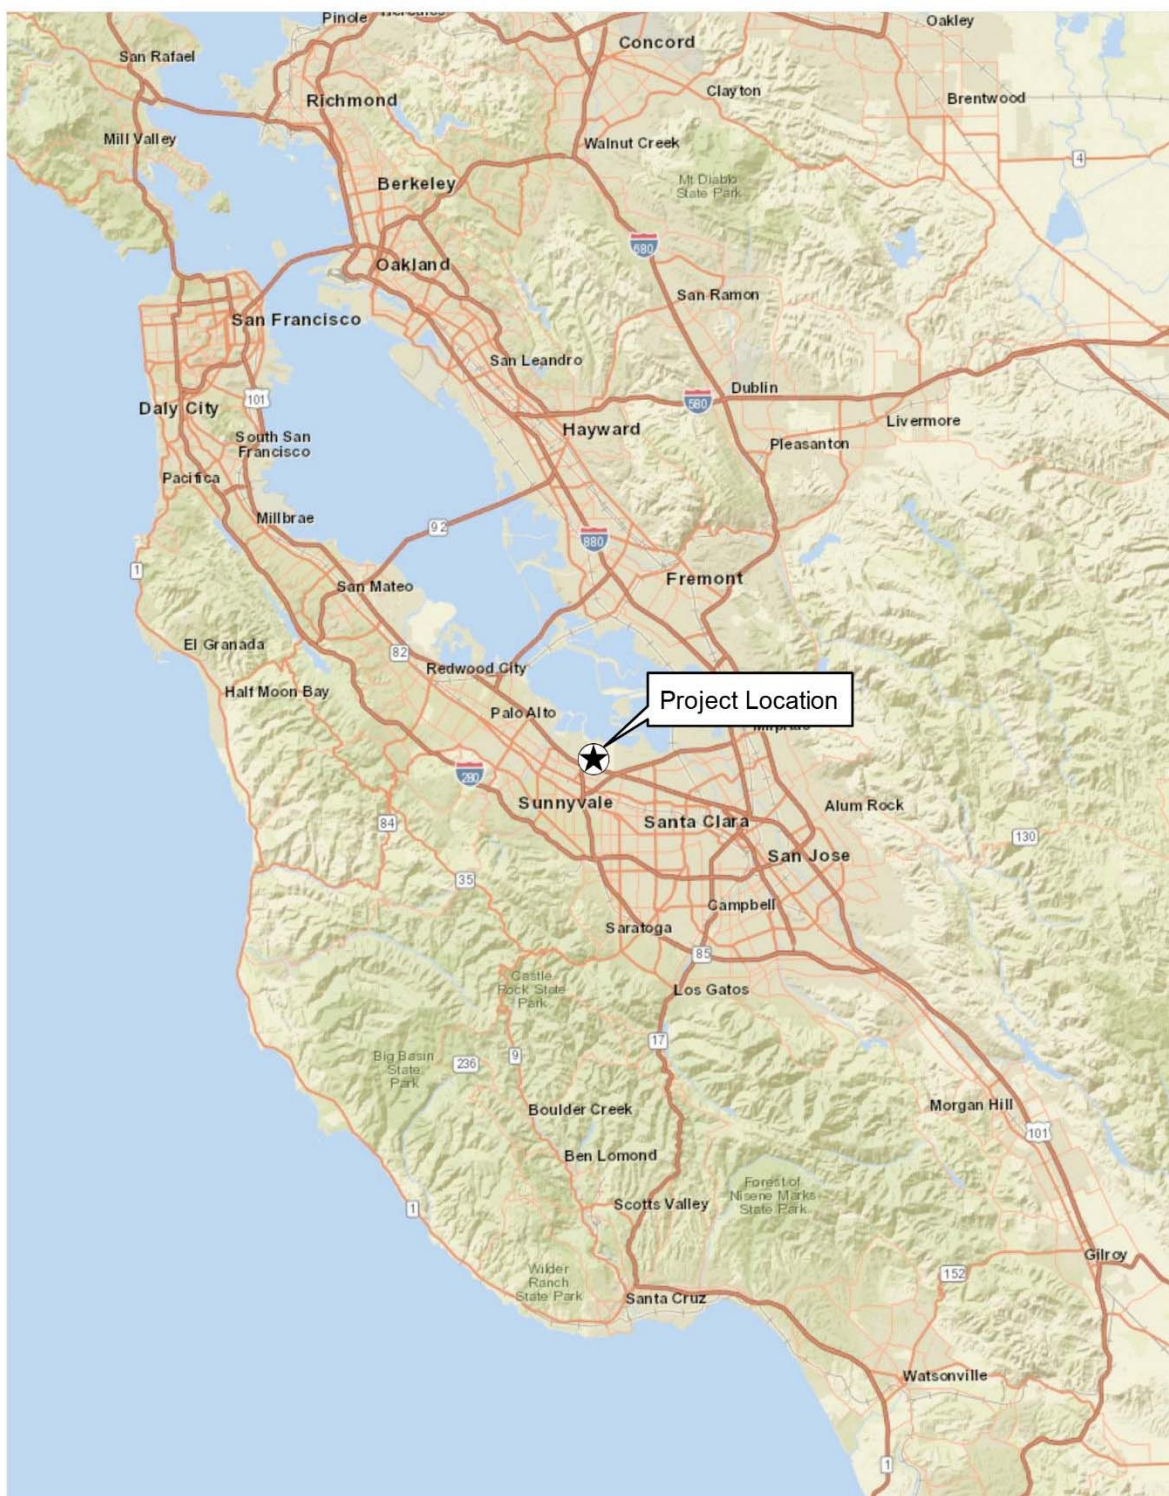 Pinole
Hercules
Oakley
San Rafael
Concord
Clayton
Richmond
Brentwood
Mill Valley
Walnut Creek
4
Berkeley
Mt Diablo
State Park
680
Oakland
San Ramon
San Francisco
San Leandro
Dublin
580
101
Daly City
Livermore
Hayward
South San
Francisco
Pleasanton
Pacifica
Millbrae
92
880
1
San Mateo
Fremont
El Granada
82
Redwood City
Half Moon Bay
Project Location
Palo Alto
280
Sunnyvale
Alum Rock
84
Santa Clara
130
San Jose
35
Campbell
Saratoga
85
Castle
Rock State
Park
Los Gatos
17
Big Basin
State
Park
236
9
Morgan Hill
Boulder Creek
101
Ben Lomond
Forest of
Nisene Marks
State Park
1
Scotts Valley
Gilroy
Wilder
Ranch
State Park
152
Santa Cruz
Watsonville
1